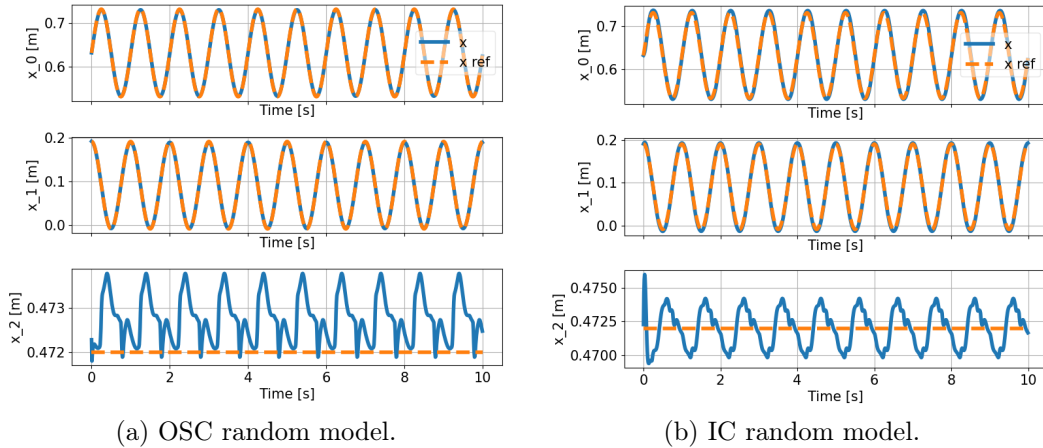 x_0 [m]
0.7
0.6
x
x ref
Time [s]
x_1 [m]
0.2
0.1
0.0
Time [s]
x_2 [m]
0.473
0.472
0 2 4 6 8 10
Time [s]
(a) OSC random model.
x_0 [m]
0.7
0.6
x
x ref
Time [s]
x_1 [m]
0.2
0.1
0.0
Time [s]
x_2 [m]
0.4750
0.4725
0.4700
0 2 4 6 8 10
Time [s]
(b) IC random model.